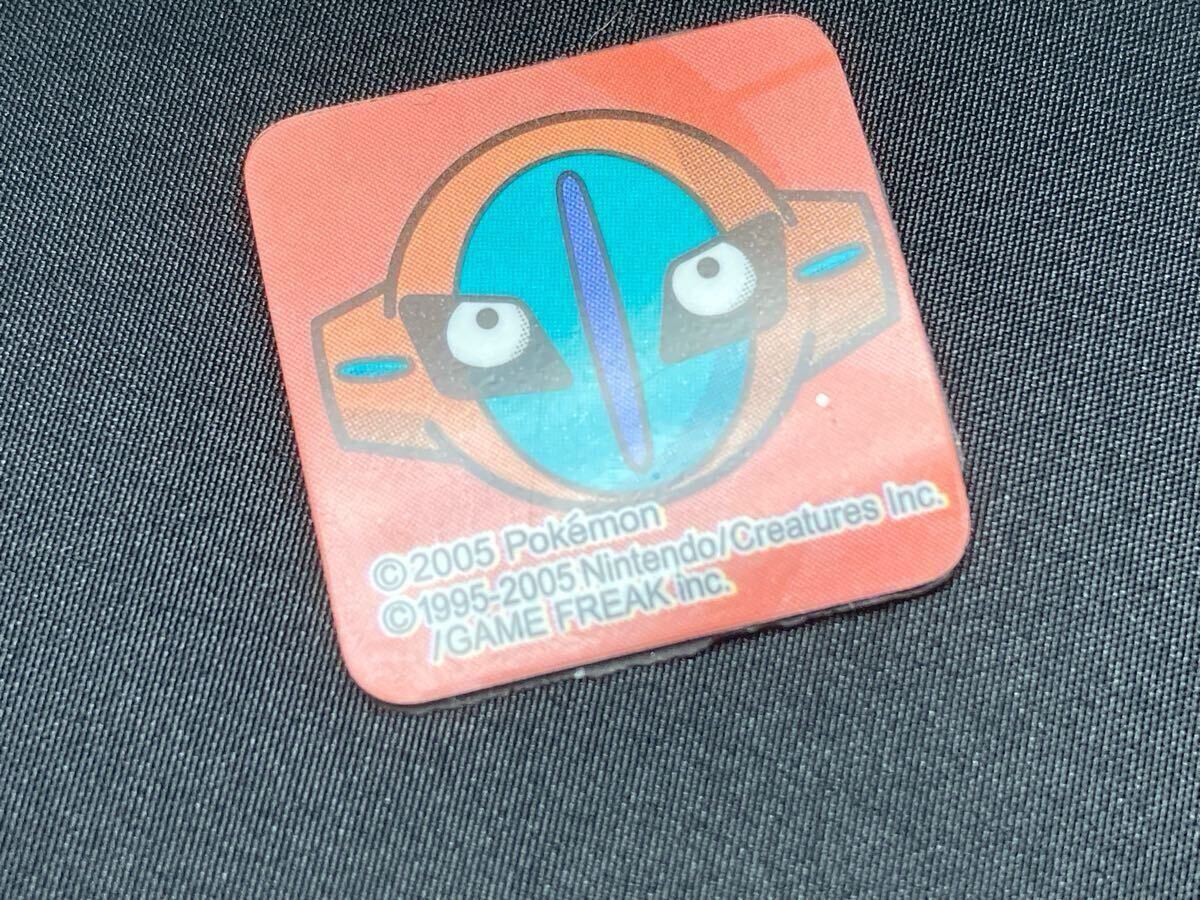 ©2005 Pokémon
©1995-2005 Nintendo/Creatures Inc.
/GAME FREAK inc.